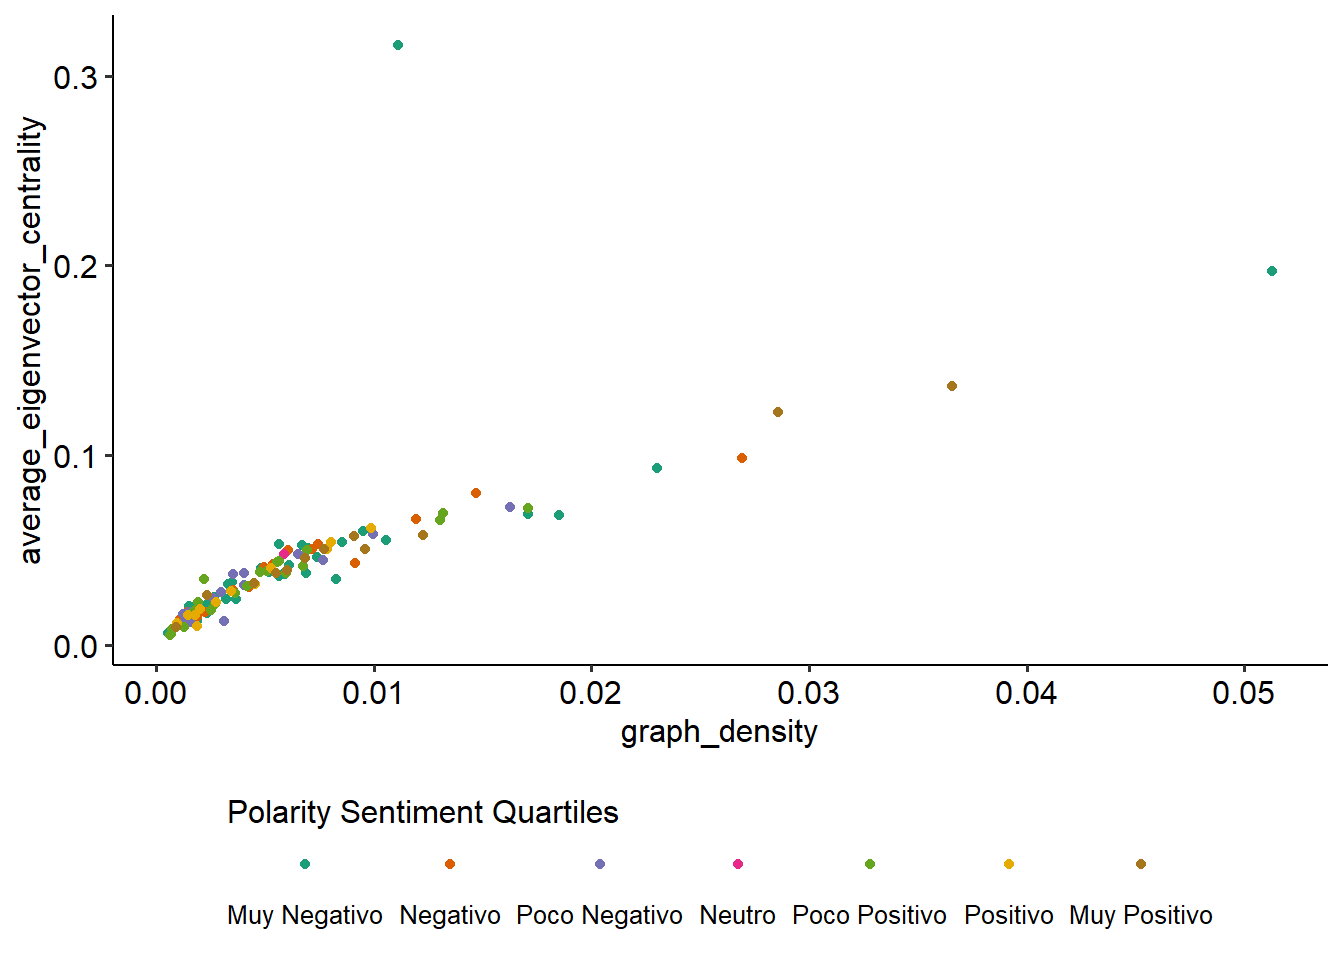 average_eigenvector_centrality
0.3
0.2
0.1
0.0
0.00 0.01 0.02 0.03 0.04 0.05
graph_density
Polarity Sentiment Quartiles
Muy Negativo Negativo Poco Negativo Neutro Poco Positivo Positivo Muy Positivo